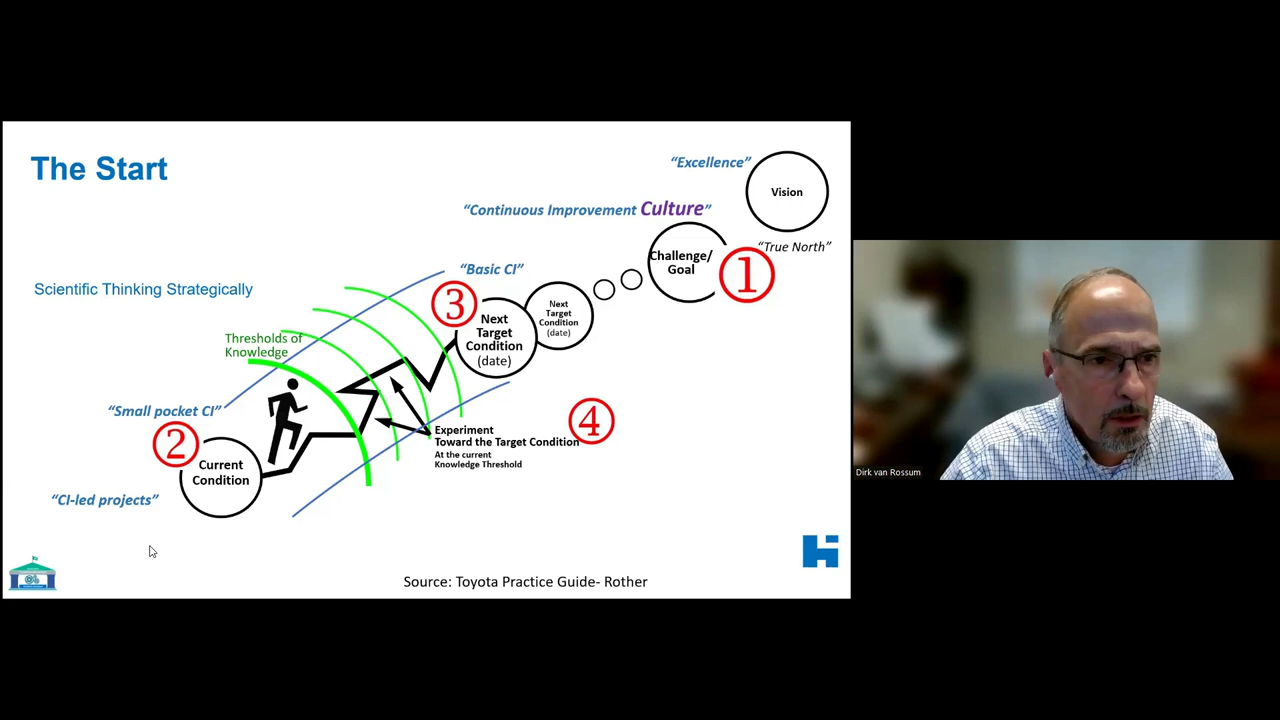 The Start
“Excellence”
Vision
“Continuous Improvement Culture”
“True North”
Challenge/
Goal
1
“Basic CI”
Scientific Thinking Strategically
3
Next
Target
Condition
(date)
Next
Target
Condition
(date)
Thresholds of
Knowledge
“Small pocket CI”
2
Current
Condition
4
Experiment
Toward the Target Condition
At the current
Knowledge Threshold
“CI-led projects”
Source: Toyota Practice Guide- Rother
Dirk van Rossum